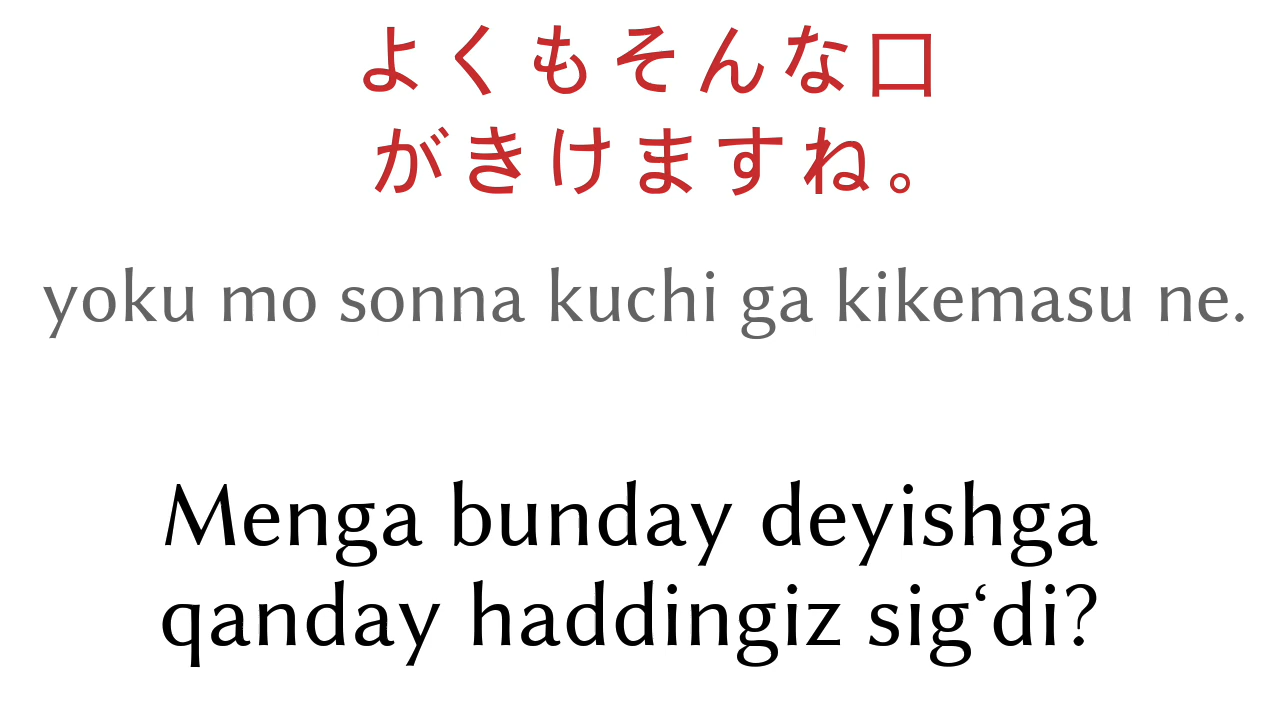 よくもそんな口
がきけますね。
yoku mo sonna kuchi ga kikemasu ne.
Menga bunday deyishga
qanday haddingiz sig‘di?